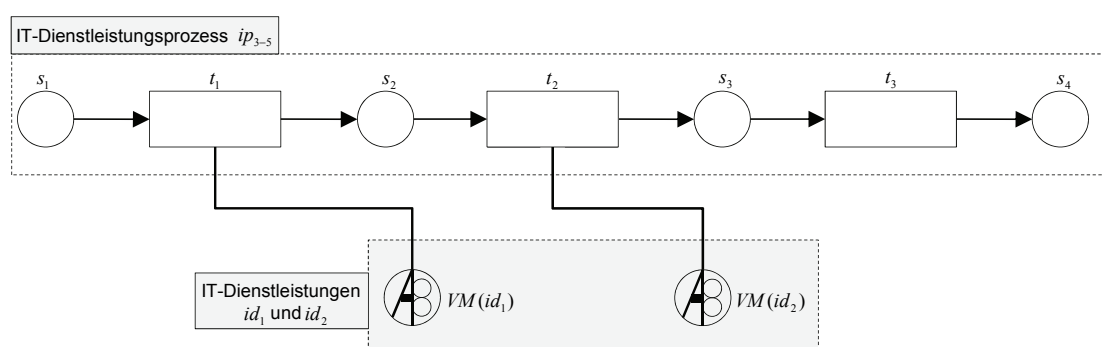 IT-Dienstleistungsprozess ip₃₋₅
s₁ t₁ s₂ t₂ s₃ t₃ s₄
IT-Dienstleistungen
id₁ und id₂
VM(id₁) VM(id₂)